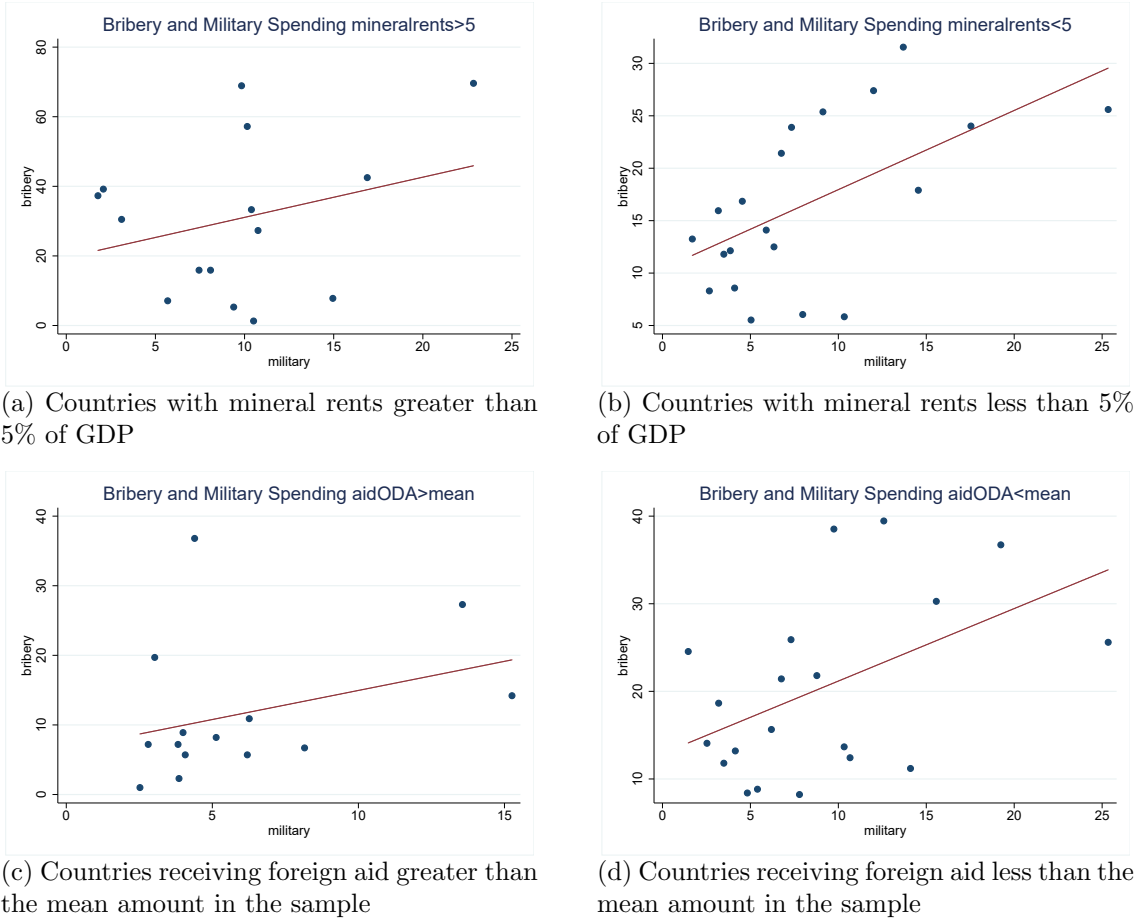 Bribery and Military Spending mineralrents>5
80
60
40
20
0
bribery
0 5 10 15 20 25
military
(a) Countries with mineral rents greater than
5% of GDP
Bribery and Military Spending mineralrents<5
30
25
20
15
10
5
bribery
0 5 10 15 20 25
military
(b) Countries with mineral rents less than 5%
of GDP
Bribery and Military Spending aidODA>mean
40
30
20
10
0
bribery
0 5 10 15
military
(c) Countries receiving foreign aid greater than
the mean amount in the sample
Bribery and Military Spending aidODA<mean
40
30
20
10
bribery
0 5 10 15 20 25
military
(d) Countries receiving foreign aid less than the
mean amount in the sample